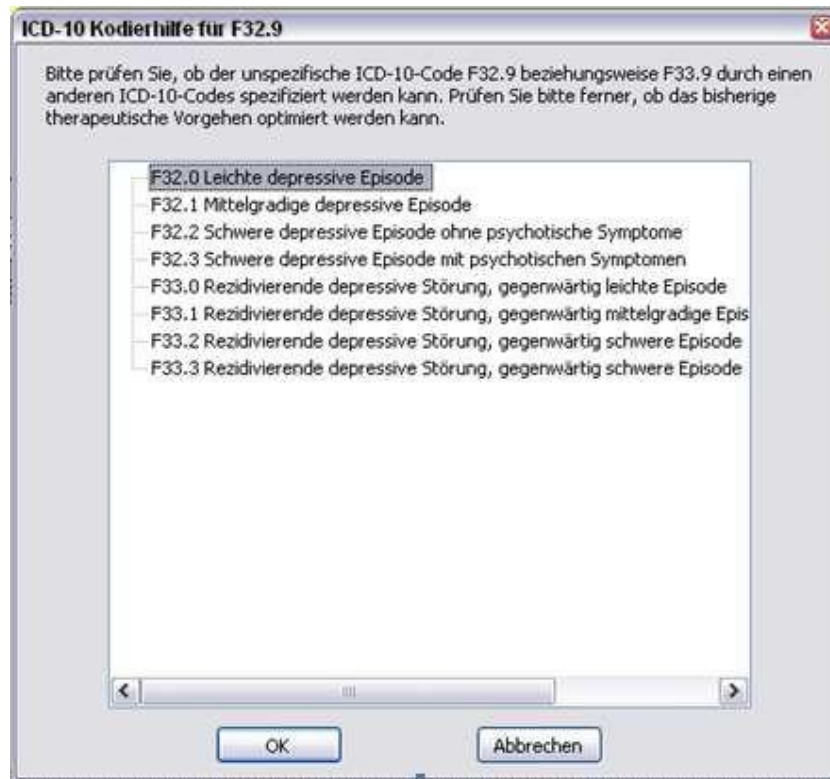 ICD-10 Kodierhilfe für F32.9
Bitte prüfen Sie, ob der unspezifische ICD-10-Code F32.9 beziehungsweise F33.9 durch einen
anderen ICD-10-Codes spezifiziert werden kann. Prüfen Sie bitte ferner, ob das bisherige
therapeutische Vorgehen optimiert werden kann.
F32.0 Leichte depressive Episode
F32.1 Mittelgradige depressive Episode
F32.2 Schwere depressive Episode ohne psychotische Symptome
F32.3 Schwere depressive Episode mit psychotischen Symptomen
F33.0 Rezidivierende depressive Störung, gegenwärtig leichte Episode
F33.1 Rezidivierende depressive Störung, gegenwärtig mittelgradige Epis
F33.2 Rezidivierende depressive Störung, gegenwärtig schwere Episode
F33.3 Rezidivierende depressive Störung, gegenwärtig schwere Episode
OK Abbrechen